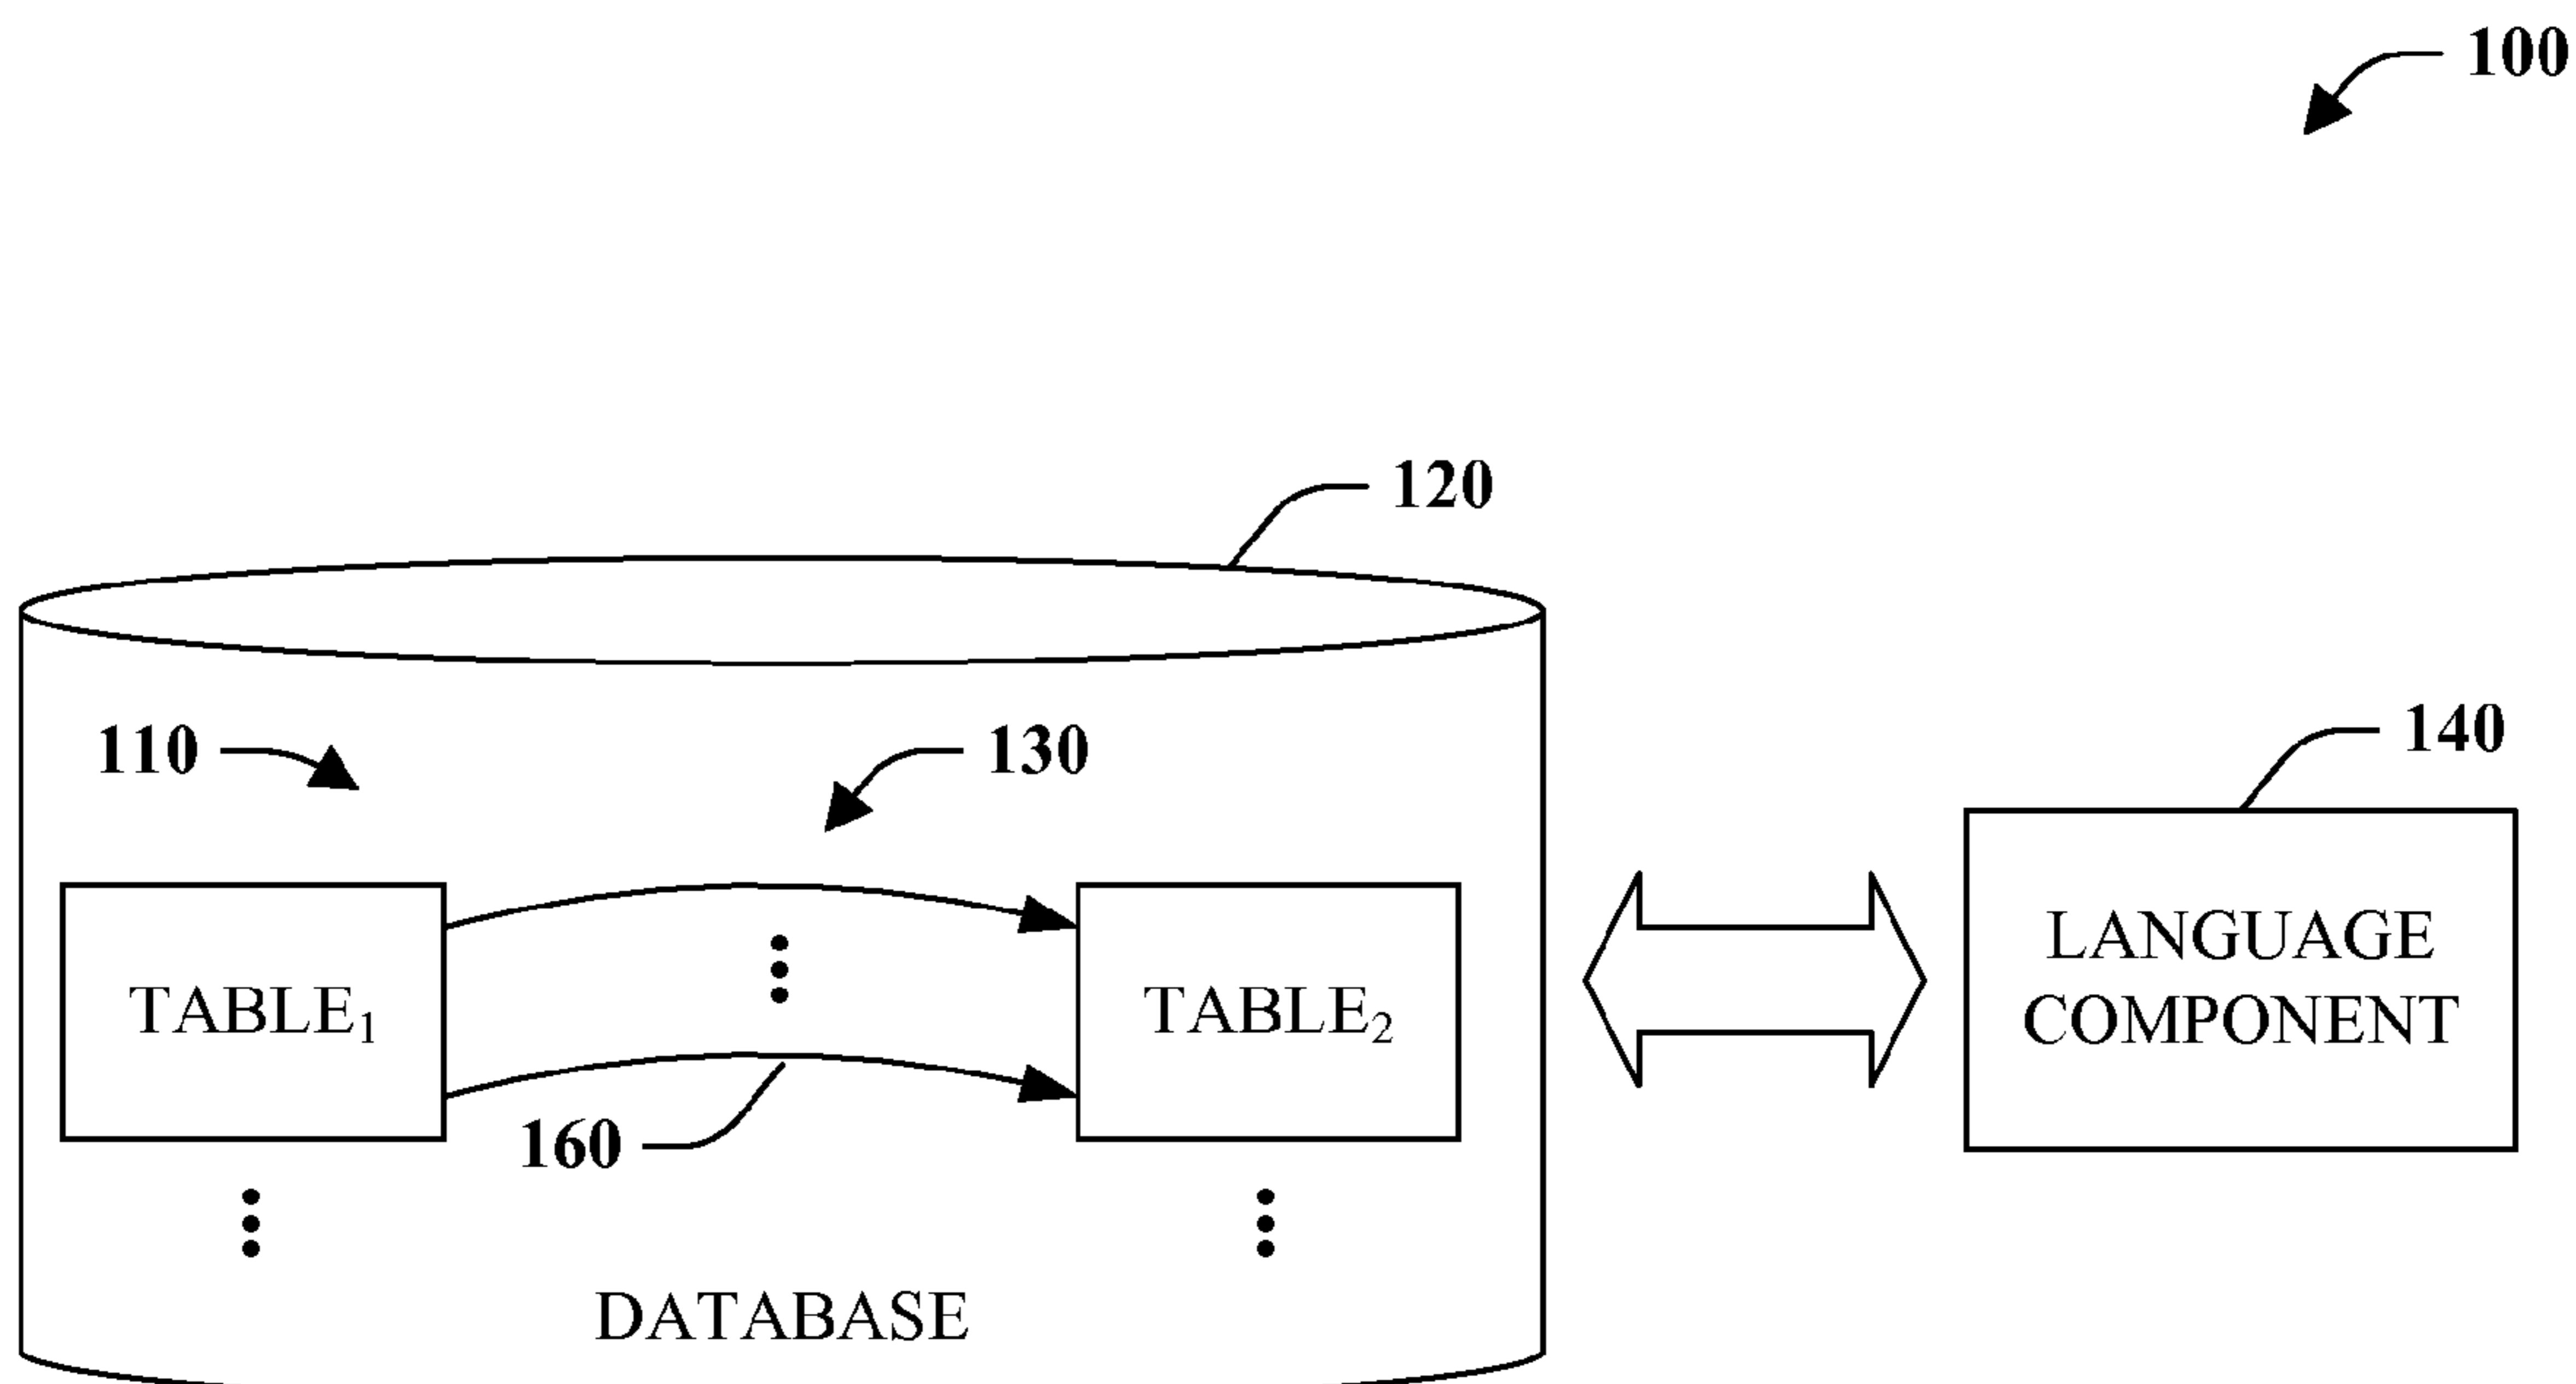 100
120
110
130
140
TABLE₁
TABLE₂
LANGUAGE
COMPONENT
160
DATABASE